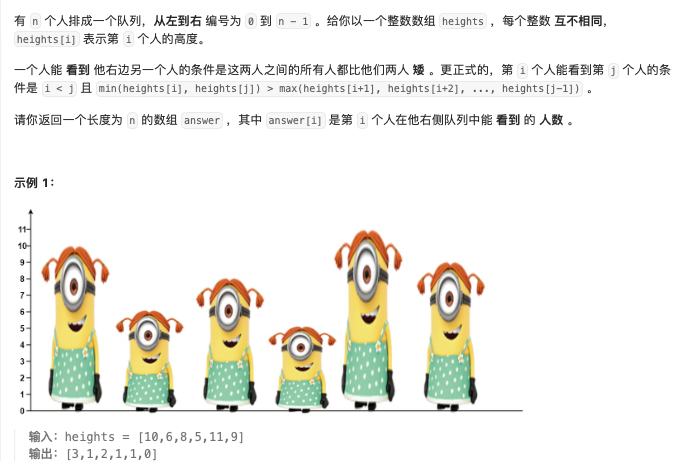 有 n 个人排成一个队列，从左到右 编号为 0 到 n - 1 。给你以一个整数数组 heights ，每个整数 互不相同，
heights[i] 表示第 i 个人的高度。
一个人能 看到 他右边另一个人的条件是这两人之间的所有人都比他们两人 矮 。更正式的，第 i 个人能看到第 j 个人的条
件是 i < j 且 min(heights[i], heights[j]) > max(heights[i+1], heights[i+2], ..., heights[j-1]) 。
请你返回一个长度为 n 的数组 answer ，其中 answer[i] 是第 i 个人在他右侧队列中能 看到 的 人数 。
示例 1：
11
10
9
8
7
6
5
4
3
2
1
0
输入：heights = [10,6,8,5,11,9]
输出：[3,1,2,1,1,0]